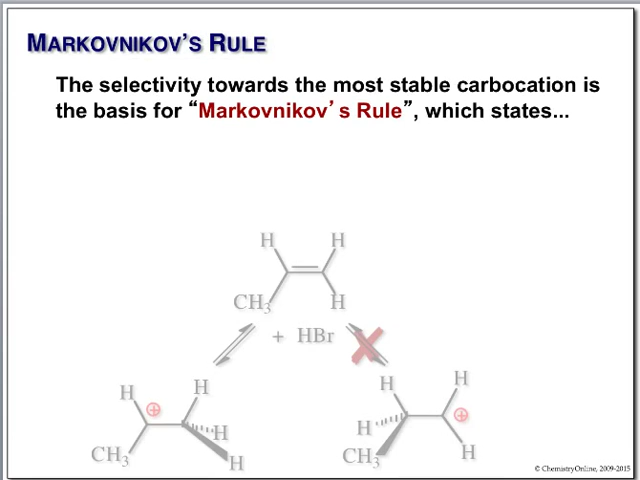 MARKOVNIKOV'S RULE
The selectivity towards the most stable carbocation is
the basis for “Markovnikov’ s Rule”, which states...
H H
CH3 H
+ HBr
H H H H
⊕ ⊕
H H
CH3 H CH3 H
© ChemistryOnline, 2009-2015